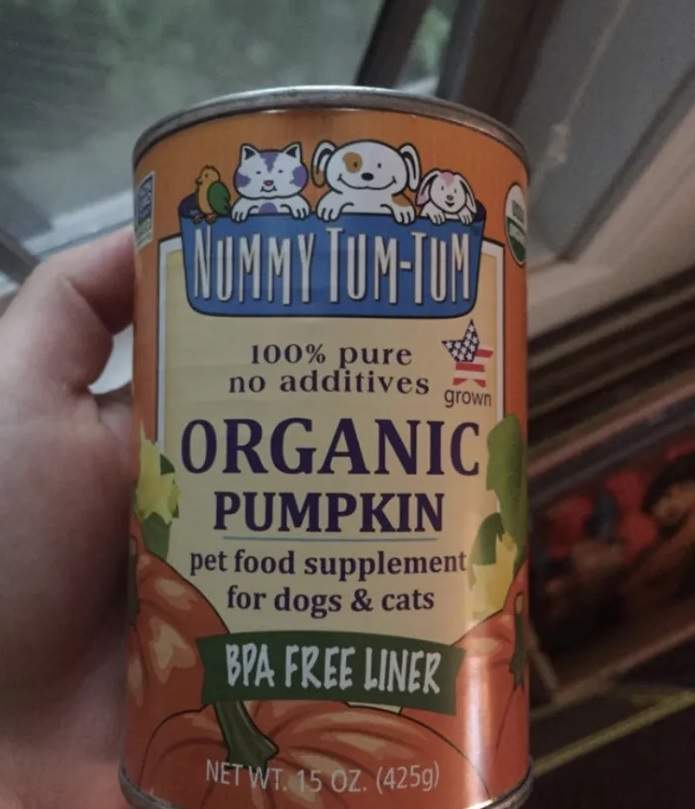 NUMMY TUM-TUM
100% pure
no additives
grown
ORGANIC
PUMPKIN
pet food supplement
for dogs & cats
BPA FREE LINER
NET WT. 15 OZ. (425g)